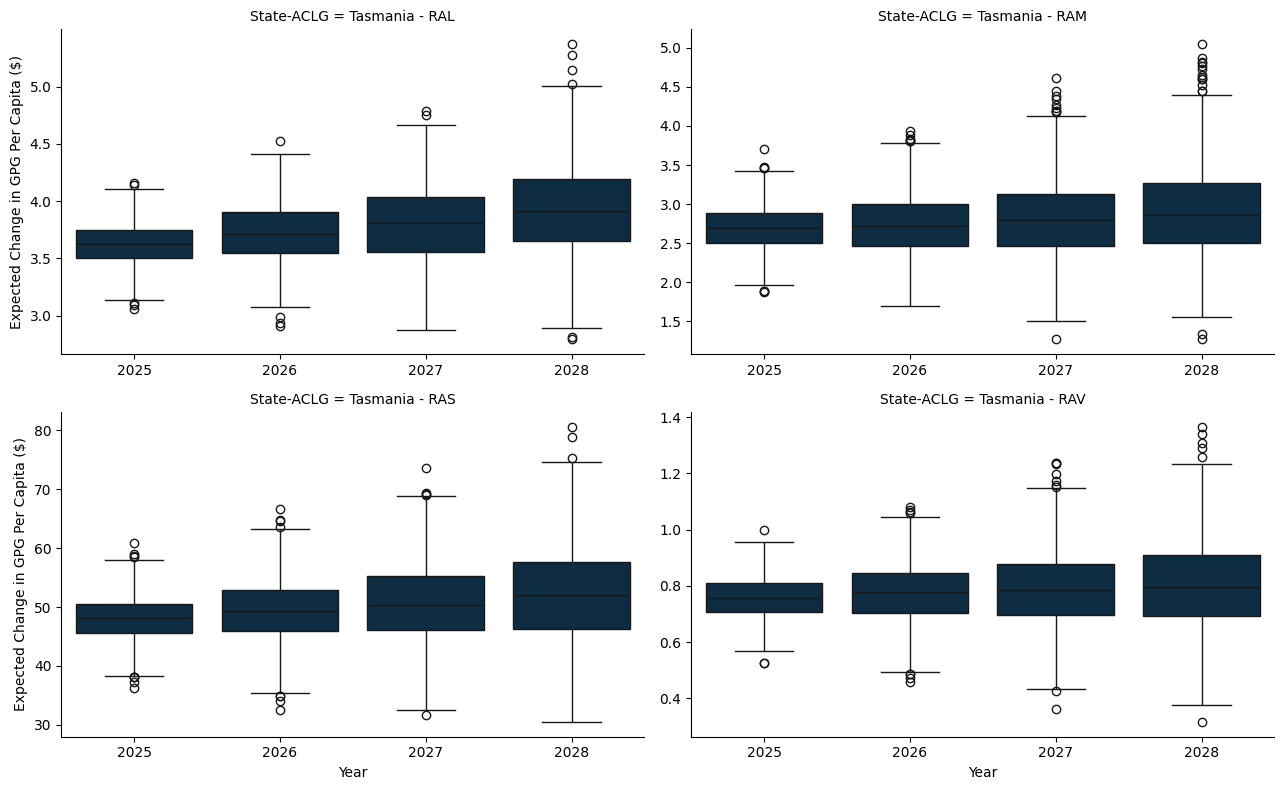 State-ACLG = Tasmania - RAL
Expected Change in GPG Per Capita ($)
5.0
4.5
4.0
3.5
3.0
2025 2026 2027 2028
State-ACLG = Tasmania - RAM
5.0
4.5
4.0
3.5
3.0
2.5
2.0
1.5
2025 2026 2027 2028
State-ACLG = Tasmania - RAS
Expected Change in GPG Per Capita ($)
80
70
60
50
40
30
2025 2026 2027 2028
Year
State-ACLG = Tasmania - RAV
1.4
1.2
1.0
0.8
0.6
0.4
2025 2026 2027 2028
Year